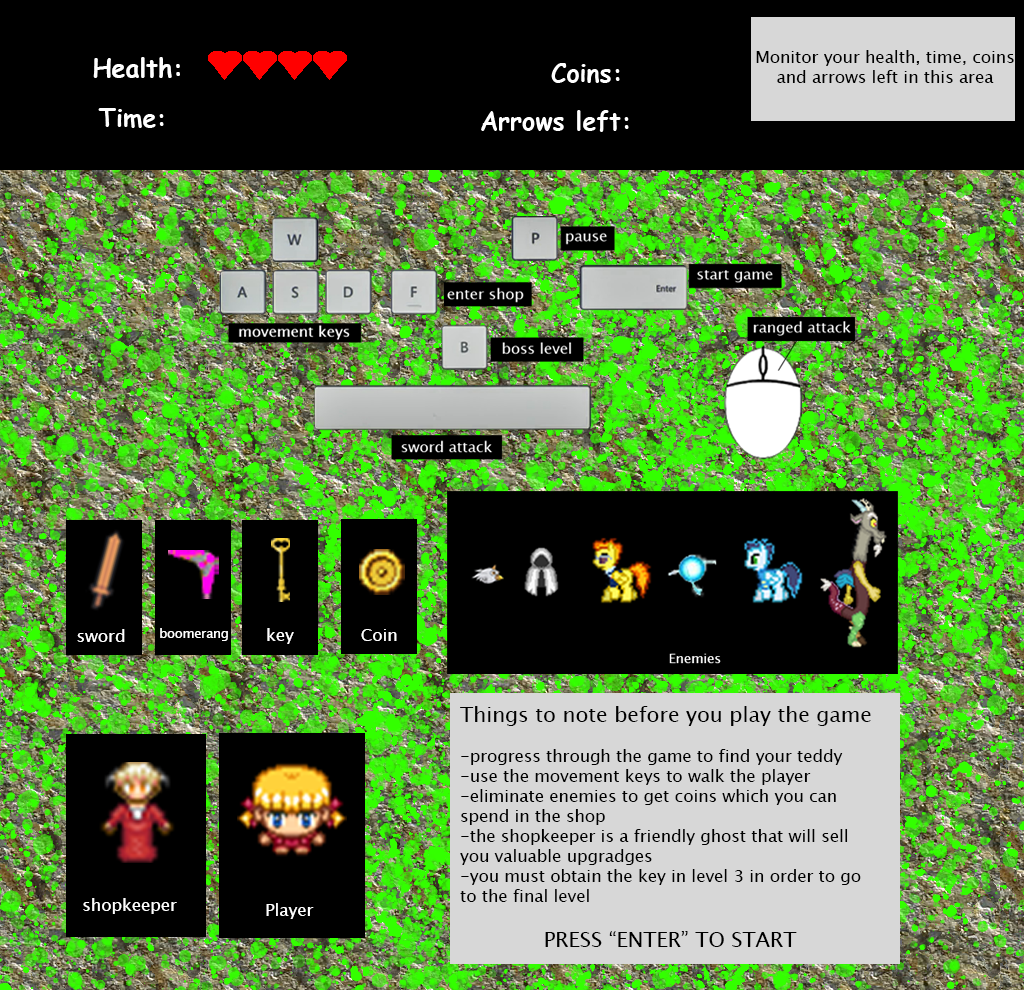 Health:
Time:
Coins:
Arrows left:
Monitor your health, time, coins
and arrows left in this area
W
P
pause
A
S
D
F
enter shop
Enter
start game
movement keys
B
boss level
ranged attack
sword attack
sword
boomerang
key
Coin
Enemies
Things to note before you play the game
-progress through the game to find your teddy
-use the movement keys to walk the player
-eliminate enemies to get coins which you can
spend in the shop
-the shopkeeper is a friendly ghost that will sell
you valuable upgradges
-you must obtain the key in level 3 in order to go
to the final level
PRESS “ENTER” TO START
shopkeeper
Player